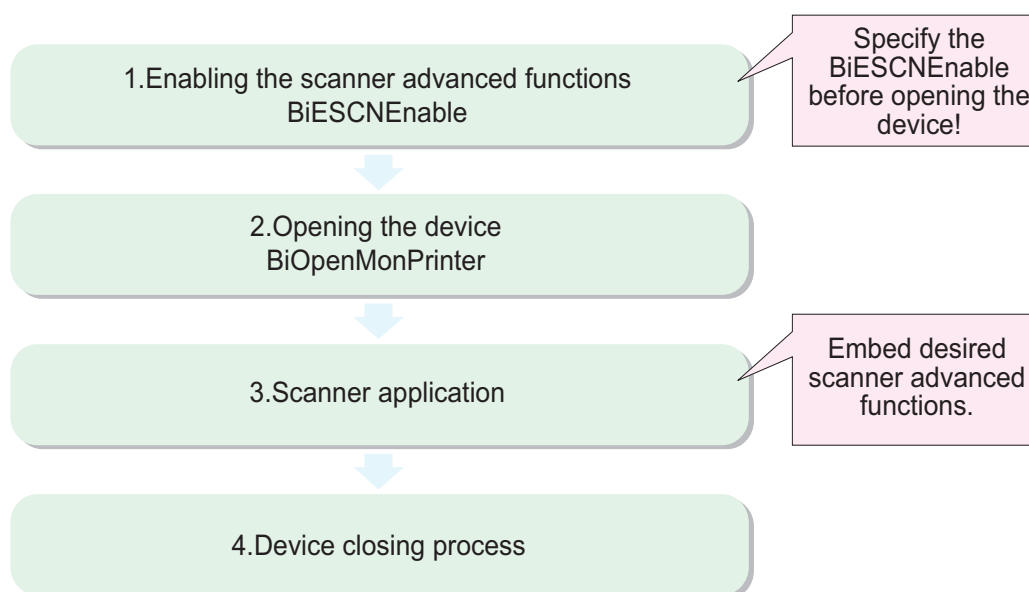 1.Enabling the scanner advanced functions
BiESCNEnable
Specify the
BiESCNEnable
before opening the
device!
2.Opening the device
BiOpenMonPrinter
3.Scanner application
Embed desired
scanner advanced
functions.
4.Device closing process